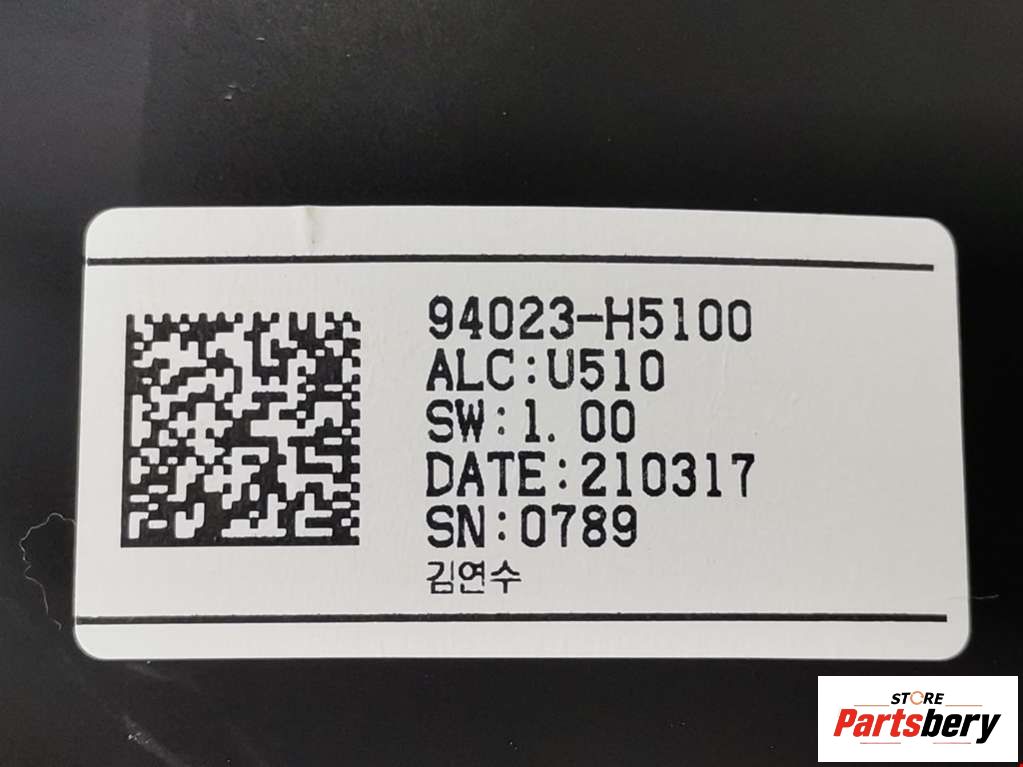 94023-H5100
ALC:U510
SW:1.00
DATE:210317
SN:0789
김연수
STORE
Partsbery